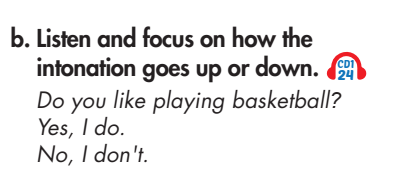 b. Listen and focus on how the
intonation goes up or down. CD1 24
Do you like playing basketball?
Yes, I do.
No, I don't.